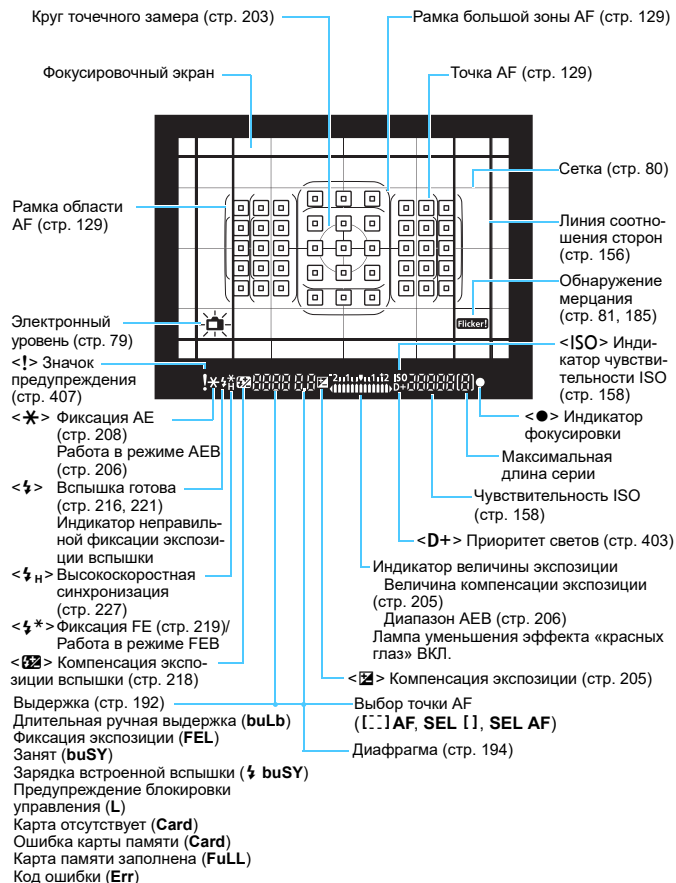 Круг точечного замера (стр. 203)
Рамка большой зоны AF (стр. 129)
Фокусировочный экран
Точка AF (стр. 129)
Сетка (стр. 80)
Рамка области
AF (стр. 129)
Линия соотно-
шения сторон
(стр. 156)
Обнаружение
мерцания
(стр. 81, 185)
Flicker!
Электронный
уровень (стр. 79)
<ISO> Инди-
катор чувстви-
тельности ISO
(стр. 158)
<!> Значок
предупреждения
(стр. 407)
<✱> Фиксация AE
(стр. 208)
Работа в режиме AEB
(стр. 206)
<●> Индикатор
фокусировки
Максимальная
длина серии
<⚡> Вспышка готова
(стр. 216, 221)
Индикатор неправиль-
ной фиксации экспози-
ции вспышки
Чувствительность ISO
(стр. 158)
<D+> Приоритет светов (стр. 403)
<⚡H> Высокоскоростная
синхронизация
(стр. 227)
Индикатор величины экспозиции
Величина компенсации экспозиции
(стр. 205)
Диапазон AEB (стр. 206)
Лампа уменьшения эффекта «красных
глаз» ВКЛ.
<⚡*> Фиксация FE (стр. 219)/
Работа в режиме FEB
<⚡±> Компенсация экспо-
зиции вспышки (стр. 218)
<±> Компенсация экспозиции (стр. 205)
Выдержка (стр. 192)
Длительная ручная выдержка (buLb)
Фиксация экспозиции (FEL)
Занят (buSY)
Зарядка встроенной вспышки (⚡ buSY)
Предупреждение блокировки
управления (L)
Карта отсутствует (Card)
Ошибка карты памяти (Card)
Карта памяти заполнена (FuLL)
Код ошибки (Err)
Выбор точки AF
([ ] AF, SEL [ ], SEL AF)
Диафрагма (стр. 194)